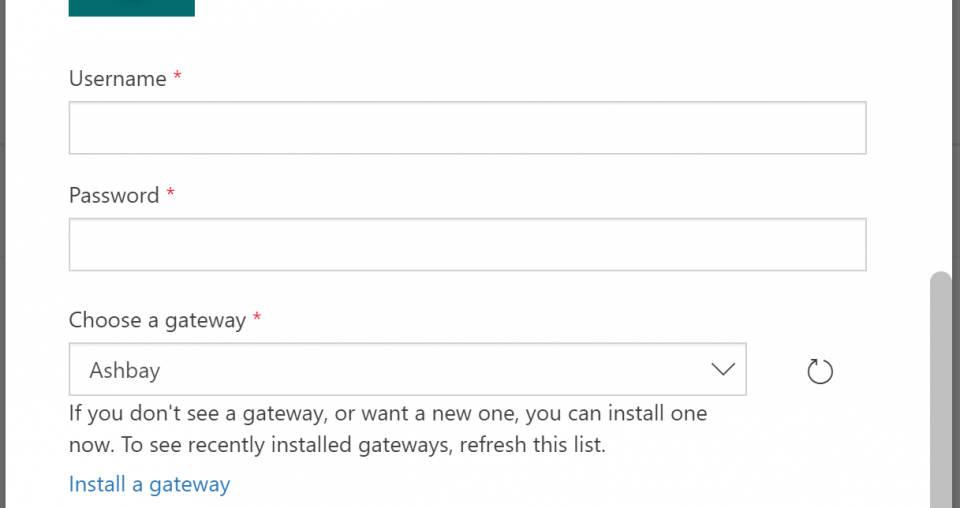 Username *
Password *
Choose a gateway *
Ashbay
If you don't see a gateway, or want a new one, you can install one
now. To see recently installed gateways, refresh this list.
Install a gateway